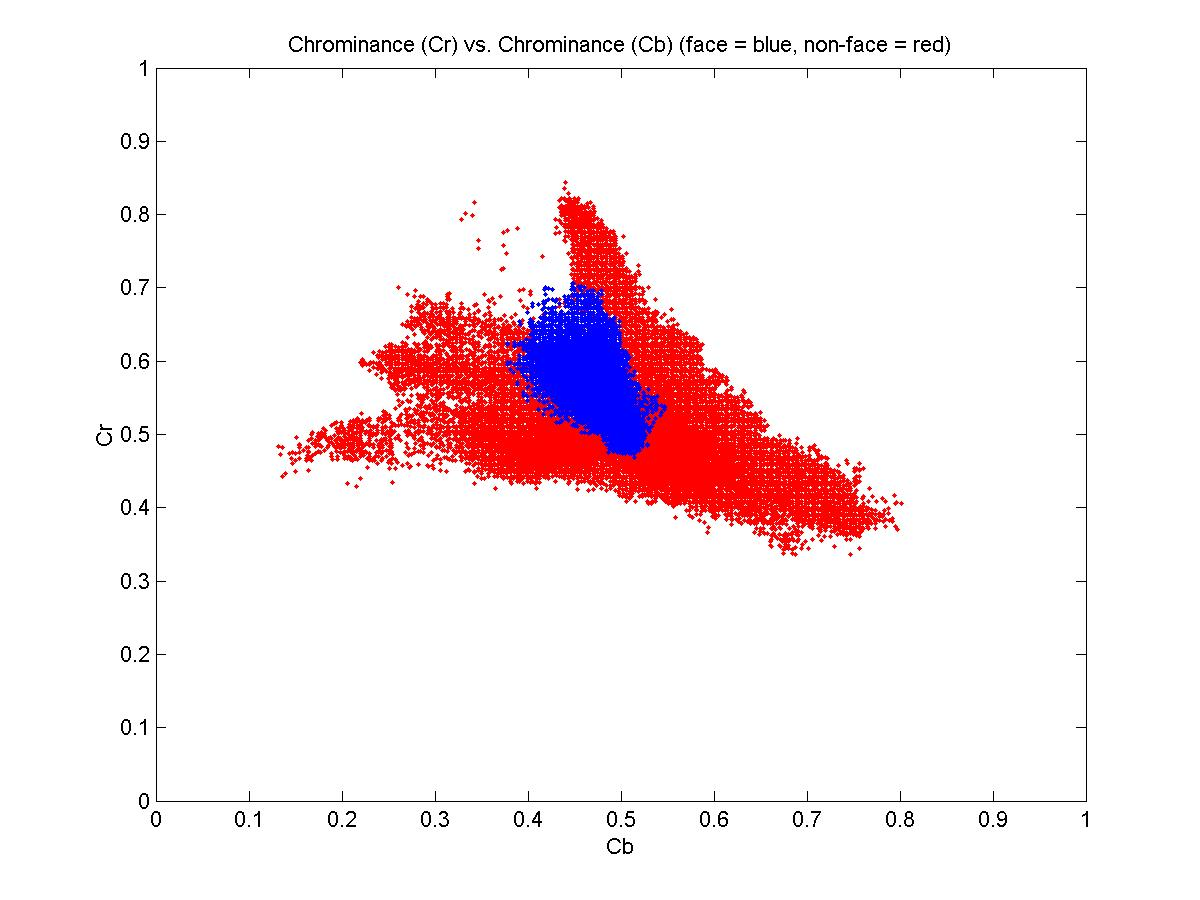 Chrominance (Cr) vs. Chrominance (Cb) (face = blue, non-face = red)
1
0.9
0.8
0.7
0.6
0.5
0.4
0.3
0.2
0.1
0
Cr
0 0.1 0.2 0.3 0.4 0.5 0.6 0.7 0.8 0.9 1
Cb